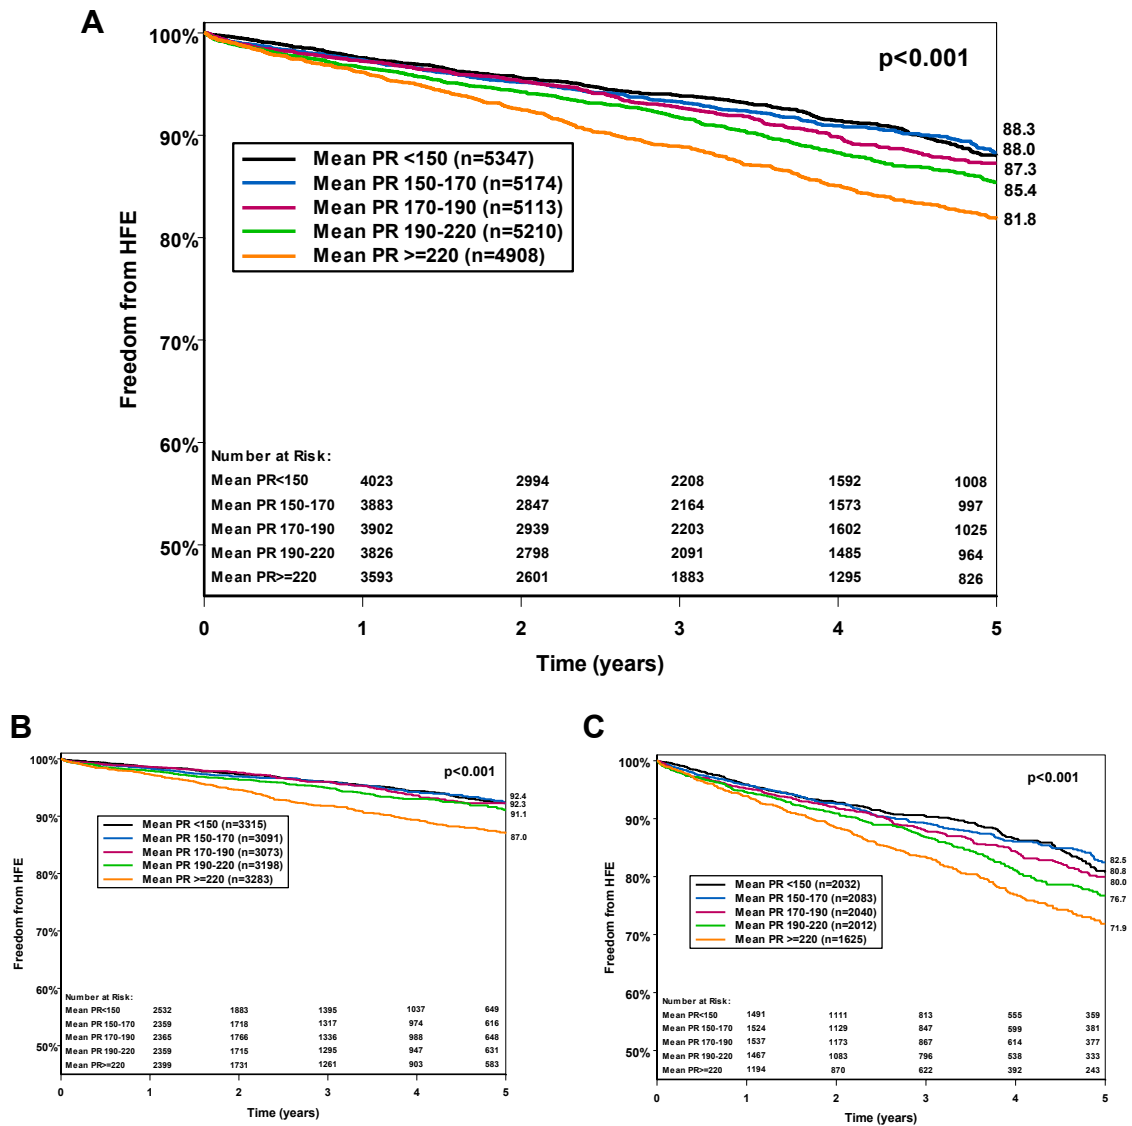 A
p<0.001
100%
90%
80%
70%
60%
50%
Freedom from HFE
Mean PR <150 (n=5347)
Mean PR 150-170 (n=5174)
Mean PR 170-190 (n=5113)
Mean PR 190-220 (n=5210)
Mean PR >=220 (n=4908)
88.3
88.0
87.3
85.4
81.8
Number at Risk:
Mean PR<150 4023 2994 2208 1592 1008
Mean PR 150-170 3883 2847 2164 1573 997
Mean PR 170-190 3902 2939 2203 1602 1025
Mean PR 190-220 3826 2798 2091 1485 964
Mean PR>=220 3593 2601 1883 1295 826
0 1 2 3 4 5
Time (years)
B
p<0.001
100%
90%
80%
70%
60%
50%
Freedom from HFE
Mean PR <150 (n=3315)
Mean PR 150-170 (n=3091)
Mean PR 170-190 (n=3073)
Mean PR 190-220 (n=3198)
Mean PR >=220 (n=3283)
92.4
92.3
91.1
87.0
Number at Risk:
Mean PR<150 2532 1883 1395 1037 649
Mean PR 150-170 2359 1718 1317 974 616
Mean PR 170-190 2365 1766 1336 988 648
Mean PR 190-220 2359 1715 1295 947 631
Mean PR>=220 2399 1731 1261 903 583
0 1 2 3 4 5
Time (years)
C
p<0.001
100%
90%
80%
70%
60%
50%
Freedom from HFE
Mean PR <150 (n=2032)
Mean PR 150-170 (n=2083)
Mean PR 170-190 (n=2040)
Mean PR 190-220 (n=2012)
Mean PR >=220 (n=1625)
82.5
80.8
80.0
76.7
71.9
Number at Risk:
Mean PR<150 1491 1111 813 555 359
Mean PR 150-170 1524 1129 847 599 381
Mean PR 170-190 1537 1173 867 614 377
Mean PR 190-220 1467 1083 796 538 333
Mean PR>=220 1194 870 622 392 243
0 1 2 3 4 5
Time (years)